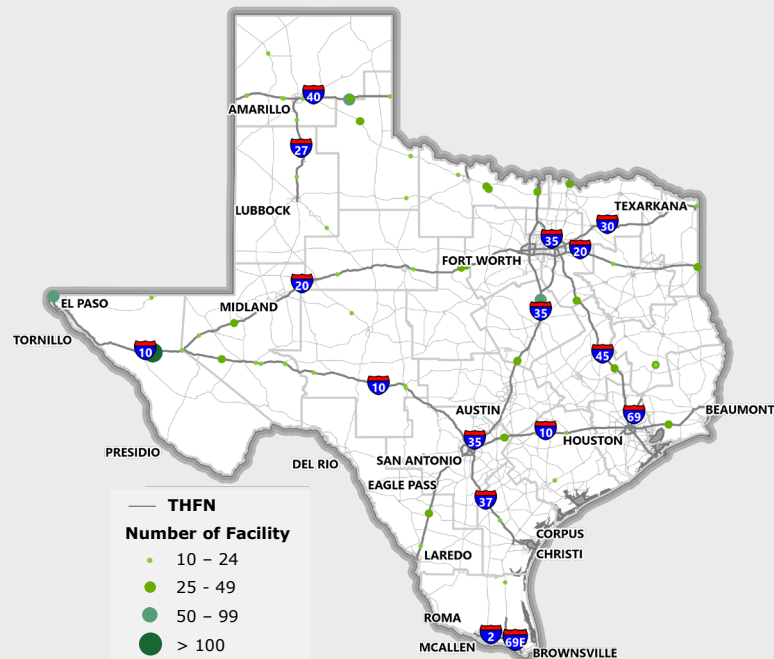 40
AMARILLO
27
LUBBOCK
TEXARKANA
30
35
20
FORT WORTH
20
EL PASO
MIDLAND
35
TORNILLO
10
45
10
AUSTIN
69
BEAUMONT
35
10
HOUSTON
PRESIDIO
DEL RIO
SAN ANTONIO
EAGLE PASS
37
CORPUS
CHRISTI
LAREDO
ROMA
2
69E
MCALLEN
BROWNSVILLE
THFN
Number of Facility
10 – 24
25 - 49
50 – 99
> 100